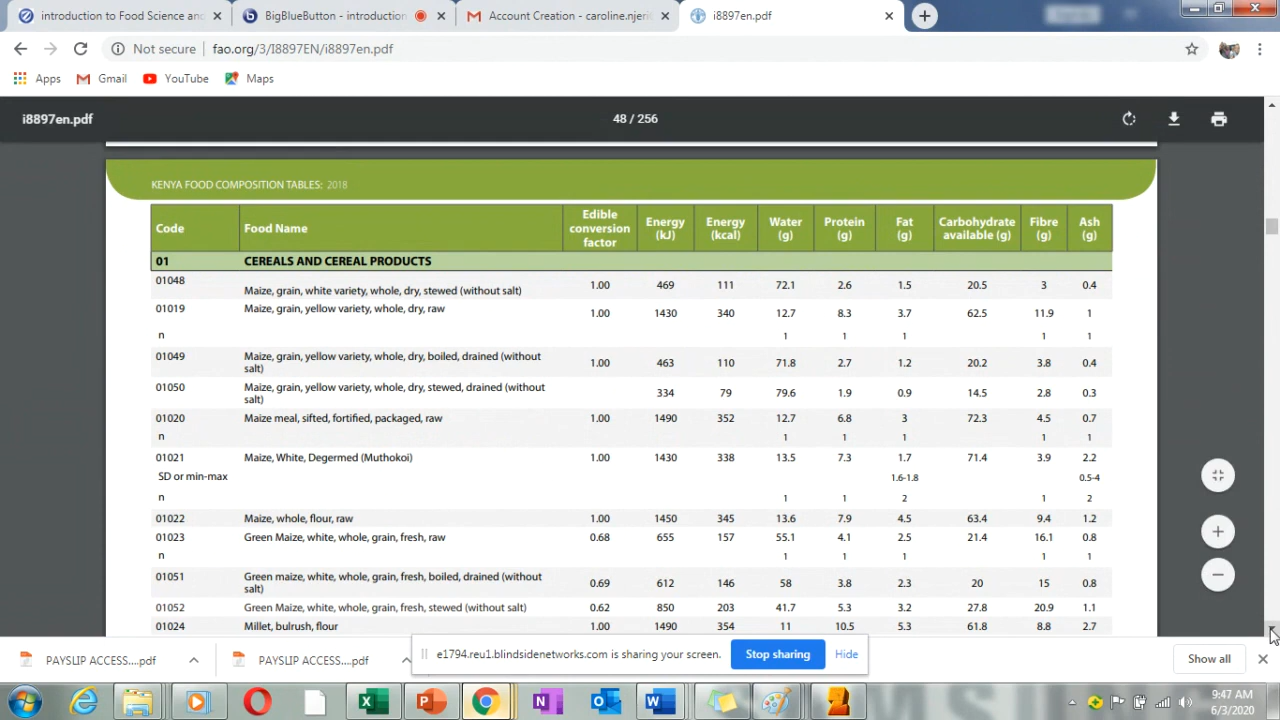 introduction to Food Science and
BigBlueButton - introduction
Account Creation - caroline.njeri
i8897en.pdf
Not secure | fao.org/3/I8897EN/i8897en.pdf
Apps Gmail YouTube Maps
i8897en.pdf 48 / 256
KENYA FOOD COMPOSITION TABLES: 2018
Code Food Name Edible conversion factor Energy (kJ) Energy (kcal) Water (g) Protein (g) Fat (g) Carbohydrate available (g) Fibre (g) Ash (g)
01 CEREALS AND CEREAL PRODUCTS
01048 Maize, grain, white variety, whole, dry, stewed (without salt) 1.00 469 111 72.1 2.6 1.5 20.5 3 0.4
01019 Maize, grain, yellow variety, whole, dry, raw 1.00 1430 340 12.7 8.3 3.7 62.5 11.9 1
n 1 1 1 1 1
01049 Maize, grain, yellow variety, whole, dry, boiled, drained (without salt) 1.00 463 110 71.8 2.7 1.2 20.2 3.8 0.4
01050 Maize, grain, yellow variety, whole, dry, stewed, drained (without salt) 334 79 79.6 1.9 0.9 14.5 2.8 0.3
01020 Maize meal, sifted, fortified, packaged, raw 1.00 1490 352 12.7 6.8 3 72.3 4.5 0.7
n 1 1 1 1 1
01021 Maize, White, Degermed (Muthokoi) 1.00 1430 338 13.5 7.3 1.7 71.4 3.9 2.2
SD or min-max 1.6-1.8 0.5-4
n 1 1 2 1 2
01022 Maize, whole, flour, raw 1.00 1450 345 13.6 7.9 4.5 63.4 9.4 1.2
01023 Green Maize, white, whole, grain, fresh, raw 0.68 655 157 55.1 4.1 2.5 21.4 16.1 0.8
n 1 1 1 1 1
01051 Green maize, white, whole, grain, fresh, boiled, drained (without salt) 0.69 612 146 58 3.8 2.3 20 15 0.8
01052 Green Maize, white, whole, grain, fresh, stewed (without salt) 0.62 850 203 41.7 5.3 3.2 27.8 20.9 1.1
01024 Millet, bulrush, flour 1.00 1490 354 11 10.5 5.3 61.8 8.8 2.7
e1794.reu1.blindsidenetworks.com is sharing your screen. Stop sharing Hide
PAYSLIP ACCESS....pdf PAYSLIP ACCESS....pdf Show all
9:47 AM
6/3/2020